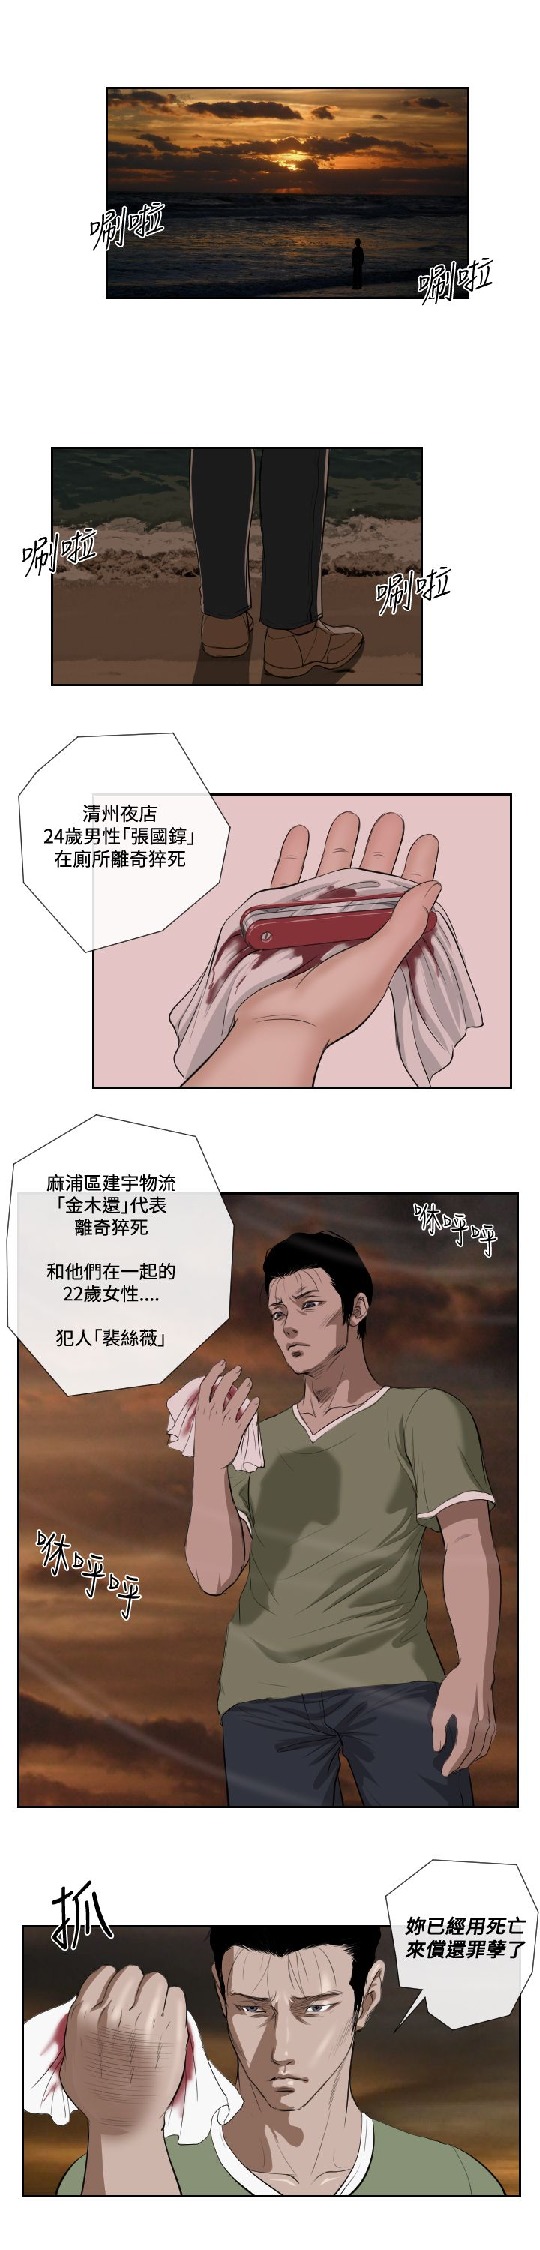 唰啦
唰啦
唰啦
唰啦
清州夜店
24歲男性「張國錞」
在廁所離奇猝死
麻浦區建宇物流
「金木還」代表
離奇猝死
和他們在一起的
22歲女性....
犯人「裴絲薇」
咻呼呼
咻呼呼
抓
妳已經用死亡
來償還罪孽了